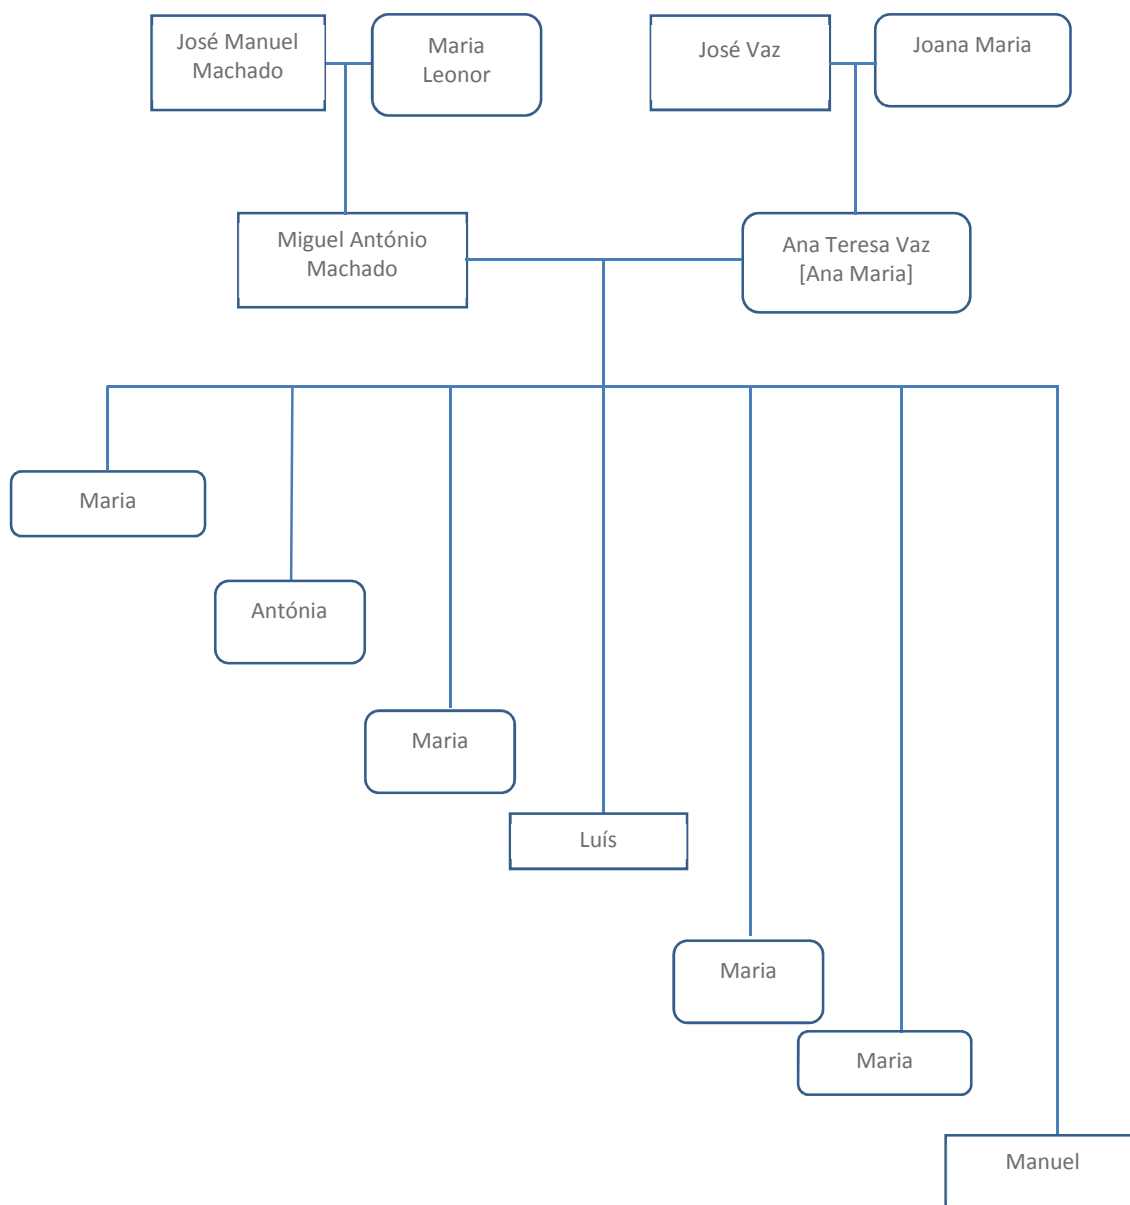 José Manuel
Machado
Maria
Leonor
José Vaz
Joana Maria
Miguel António
Machado
Ana Teresa Vaz
[Ana Maria]
Maria
Antónia
Maria
Luís
Maria
Maria
Manuel